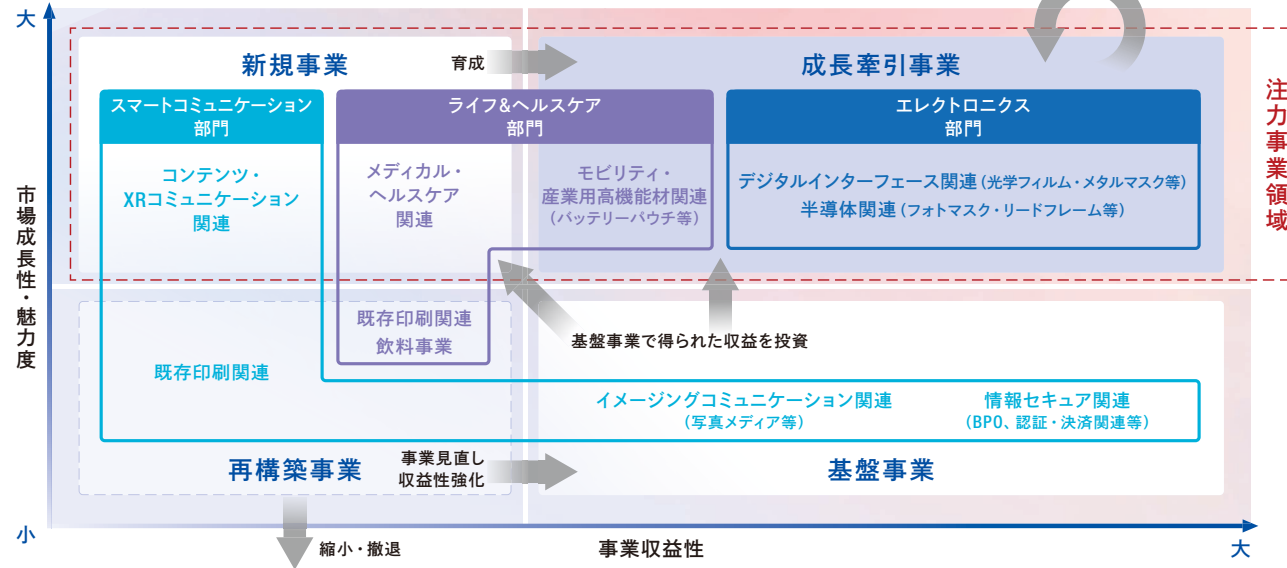 大
市場成長性・魅力度
小
新規事業
育成
成長牽引事業
注力事業領域
スマートコミュニケーション
部門
ライフ&ヘルスケア
部門
エレクトロニクス
部門
コンテンツ・
XRコミュニケーション
関連
メディカル・
ヘルスケア
関連
モビリティ・
産業用高機能材関連
(バッテリーパウチ等)
デジタルインターフェース関連(光学フィルム・メタルマスク等)
半導体関連(フォトマスク・リードフレーム等)
既存印刷関連
飲料事業
基盤事業で得られた収益を投資
既存印刷関連
イメージングコミュニケーション関連
(写真メディア等)
情報セキュア関連
(BPO、認証・決済関連等)
再構築事業
事業見直し
収益性強化
基盤事業
縮小・撤退
事業収益性
大